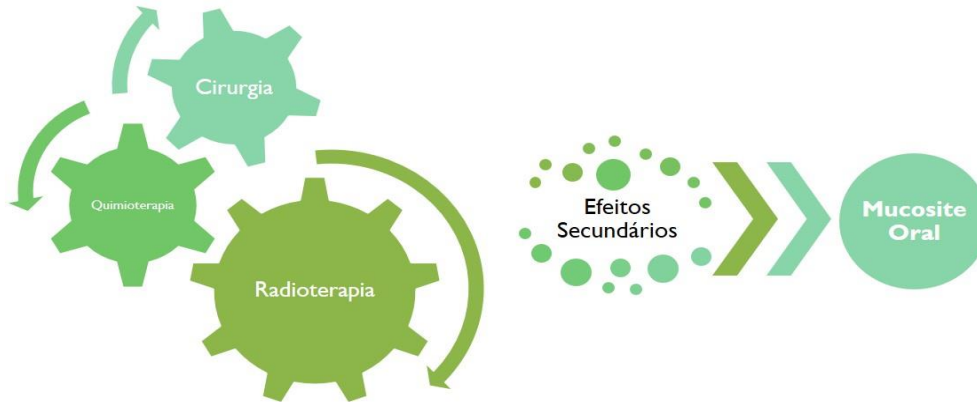 Cirurgia
Quimioterapia
Radioterapia
Efeitos
Secundários
Mucosite
Oral